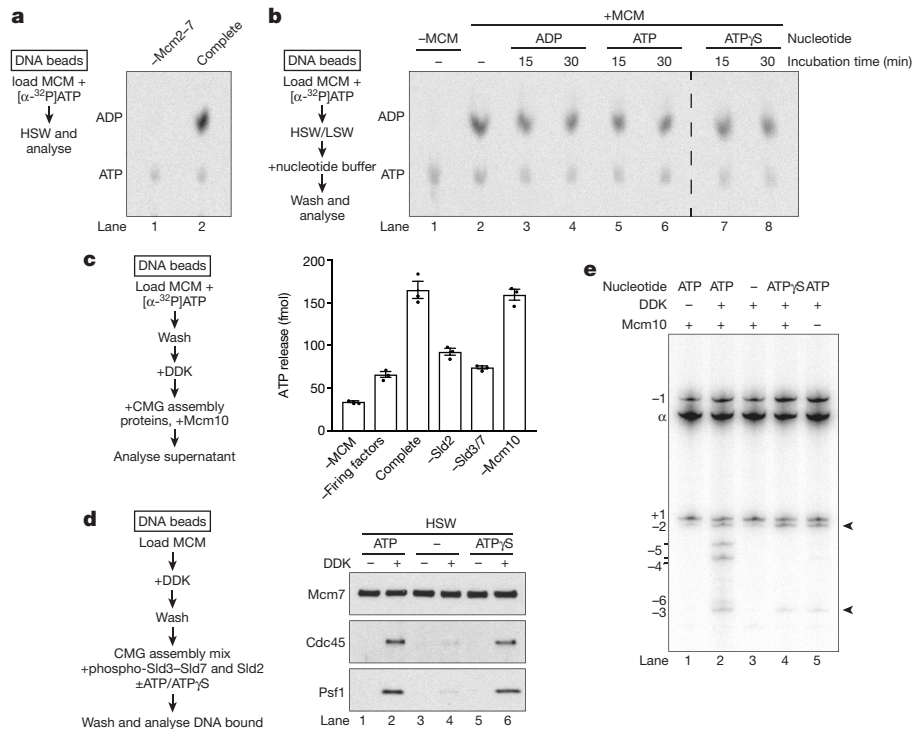 a
–Mcm2–7
Complete
DNA beads
load MCM +
[α-³²P]ATP
HSW and
analyse
ADP
ATP
Lane 1 2
b
+MCM
–MCM ADP ATP ATPγS Nucleotide
– – 15 30 15 30 15 30 Incubation time (min)
DNA beads
Load MCM +
[α-³²P]ATP
HSW/LSW
+nucleotide buffer
Wash and
analyse
ADP
ATP
Lane 1 2 3 4 5 6 7 8
c
DNA beads
Load MCM +
[α-³²P]ATP
Wash
+DDK
+CMG assembly
proteins, +Mcm10
Analyse supernatant
ATP release (fmol)
200
150
100
50
0
–MCM
–Firing factors
Complete
–Sld2
–Sld3/7
–Mcm10
d
DNA beads
Load MCM
+DDK
Wash
CMG assembly mix
+phospho-Sld3–Sld7 and Sld2
±ATP/ATPγS
Wash and analyse DNA bound
HSW
ATP – ATPγS
DDK – + – + – +
Mcm7
Cdc45
Psf1
Lane 1 2 3 4 5 6
e
Nucleotide ATP ATP – ATPγS ATP
DDK – + + + +
Mcm10 + + + + –
–1
α
+1
–2
–5
–4
–6
–3
Lane 1 2 3 4 5